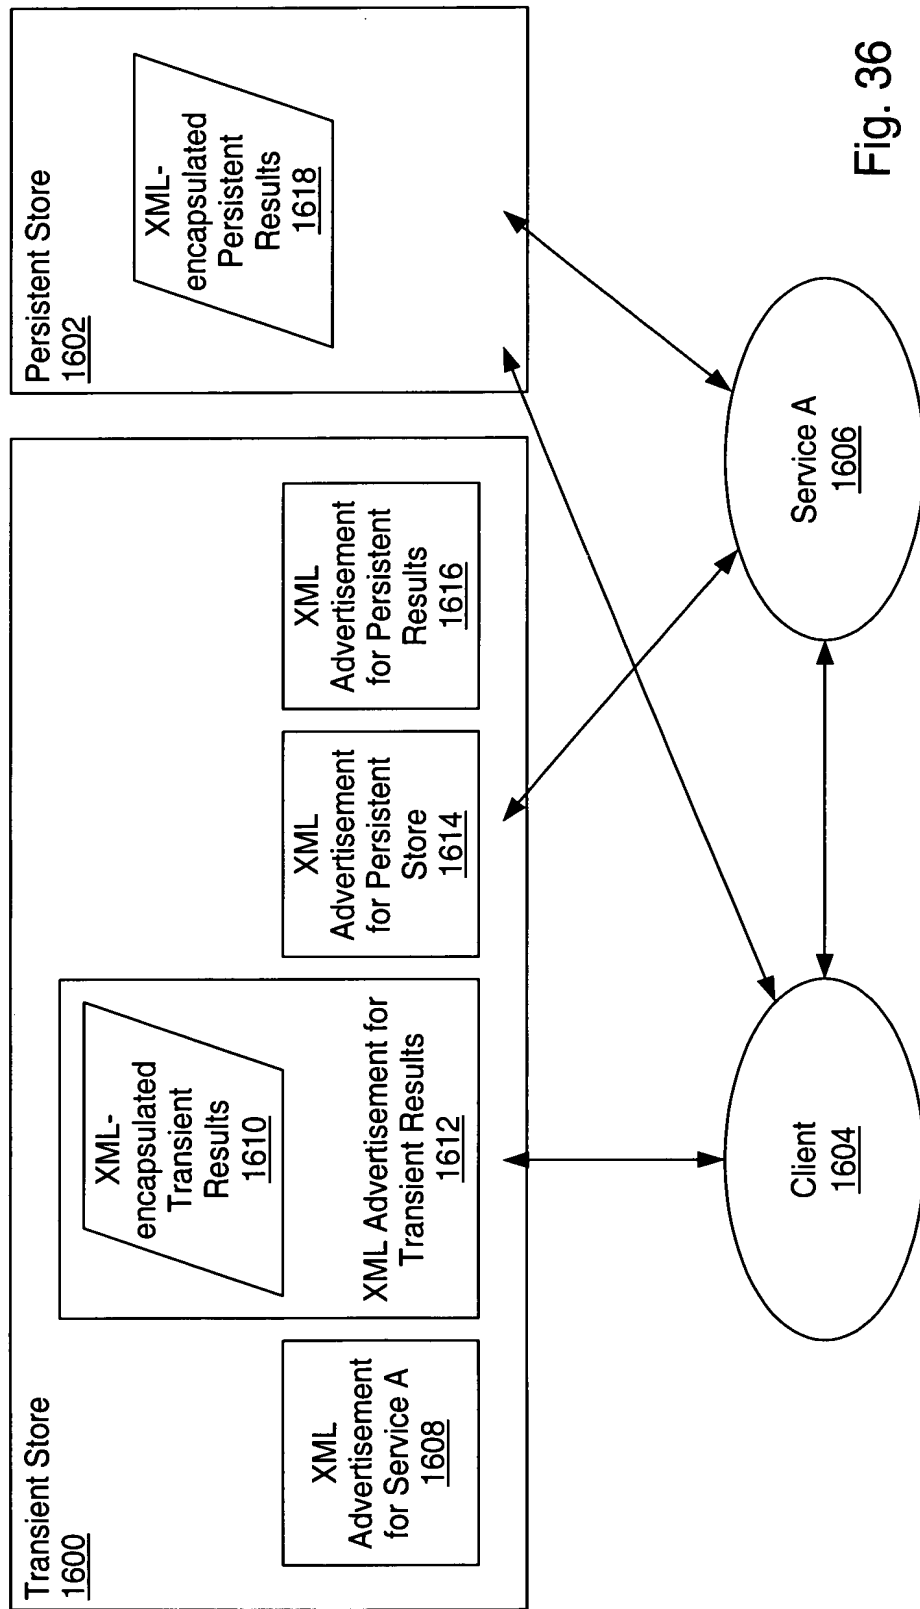 Transient Store
1600
XML
Advertisement
for Service A
1608
XML-
encapsulated
Transient
Results
1610
XML Advertisement for
Transient Results
1612
XML
Advertisement
for Persistent
Store
1614
XML
Advertisement
for Persistent
Results
1616
Persistent Store
1602
XML-
encapsulated
Persistent
Results
1618
Client
1604
Service A
1606
Fig. 36